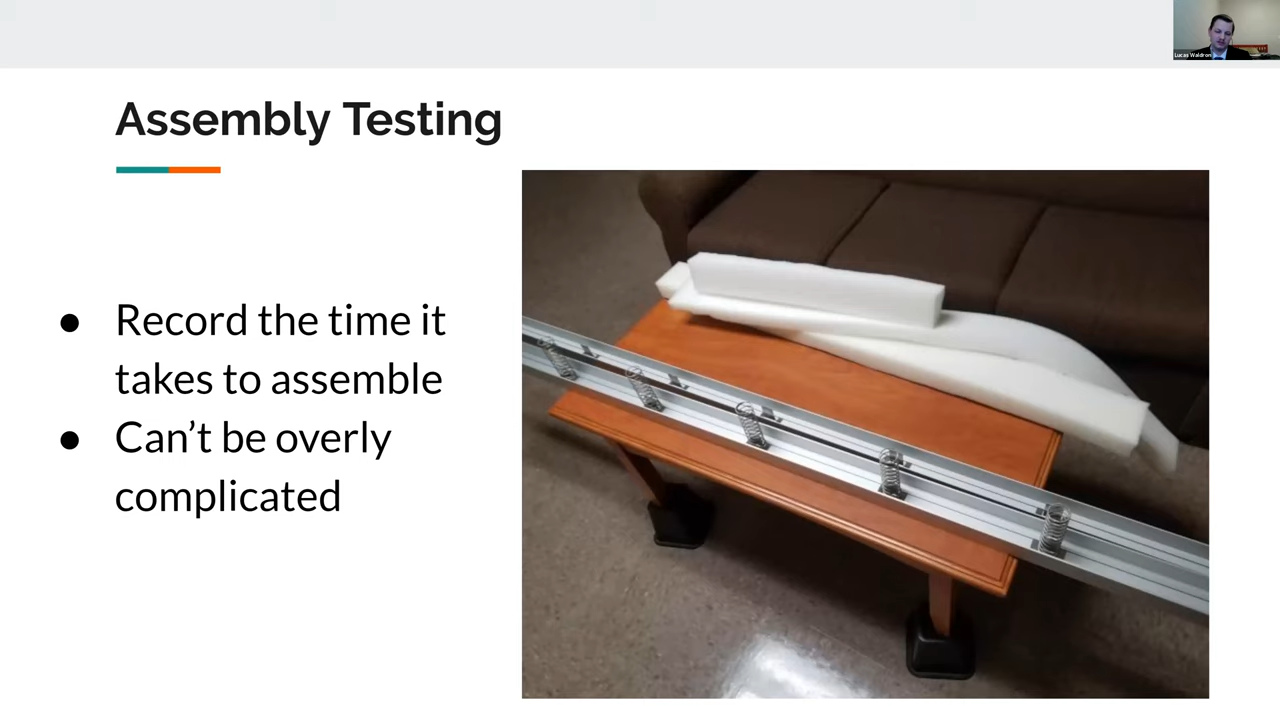 Lucas Waldron
Assembly Testing
● Record the time it
takes to assemble
● Can't be overly
complicated